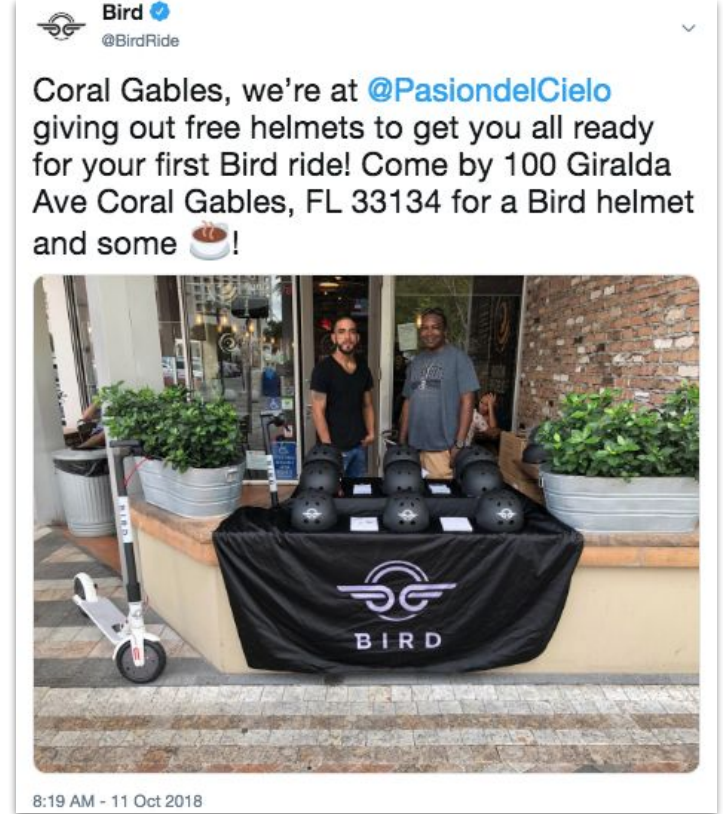 Bird
@BirdRide
Coral Gables, we're at @PasiondelCielo
giving out free helmets to get you all ready
for your first Bird ride! Come by 100 Giralda
Ave Coral Gables, FL 33134 for a Bird helmet
and some ☕!
BIRD
BIRD
8:19 AM - 11 Oct 2018